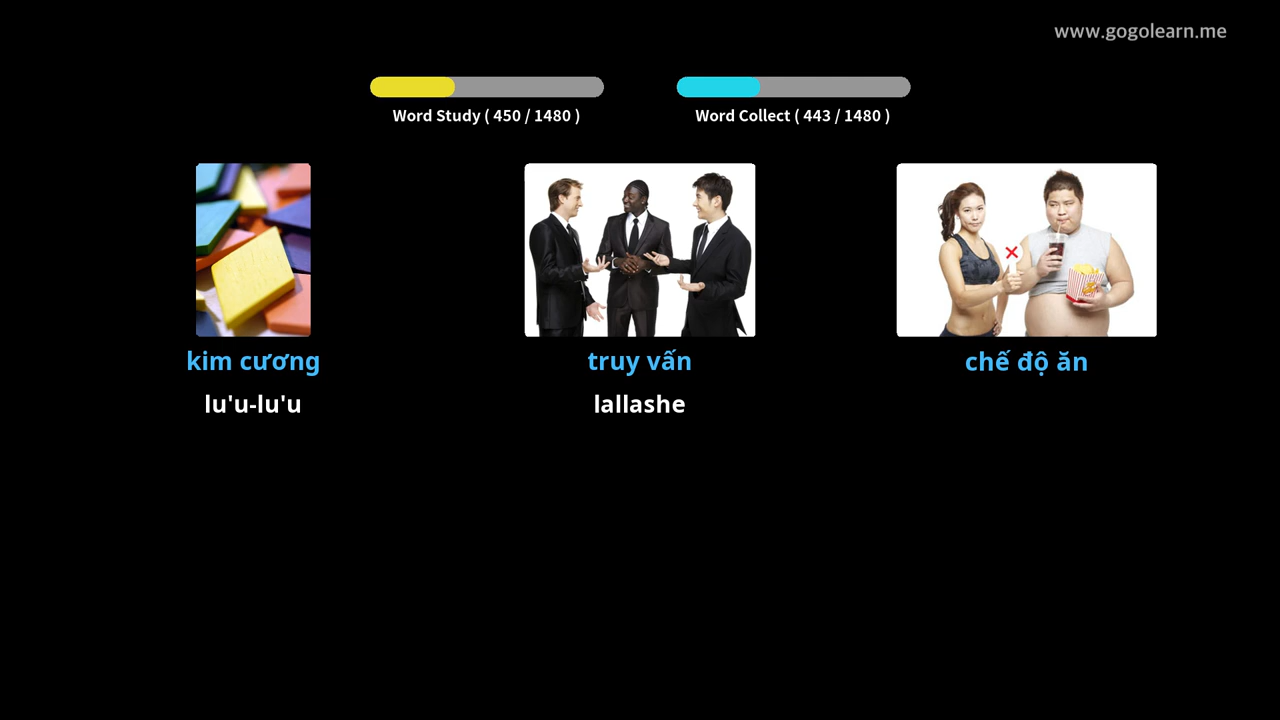 www.gogolearn.me
Word Study ( 450 / 1480 )
Word Collect ( 443 / 1480 )
kim cương
truy vấn
chế độ ăn
lu'u-lu'u
lallashe